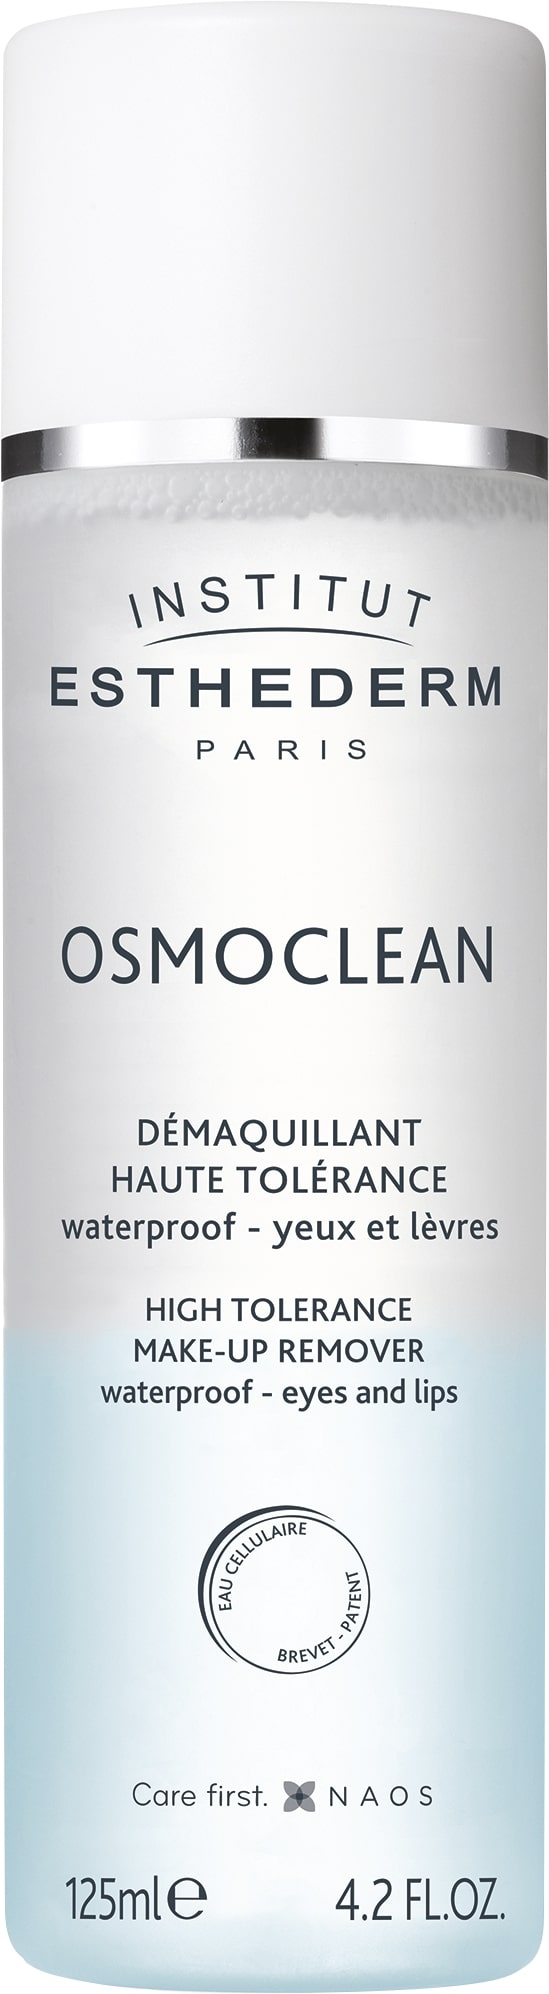 INSTITUT
ESTHEDERM
PARIS
OSMOCLEAN
DÉMAQUILLANT
HAUTE TOLÉRANCE
waterproof - yeux et lèvres
HIGH TOLERANCE
MAKE-UP REMOVER
waterproof - eyes and lips
EAU CELLULAIRE
BREVET - PATENT
Care first. NAOS
125ml℮ 4.2 FL.OZ.